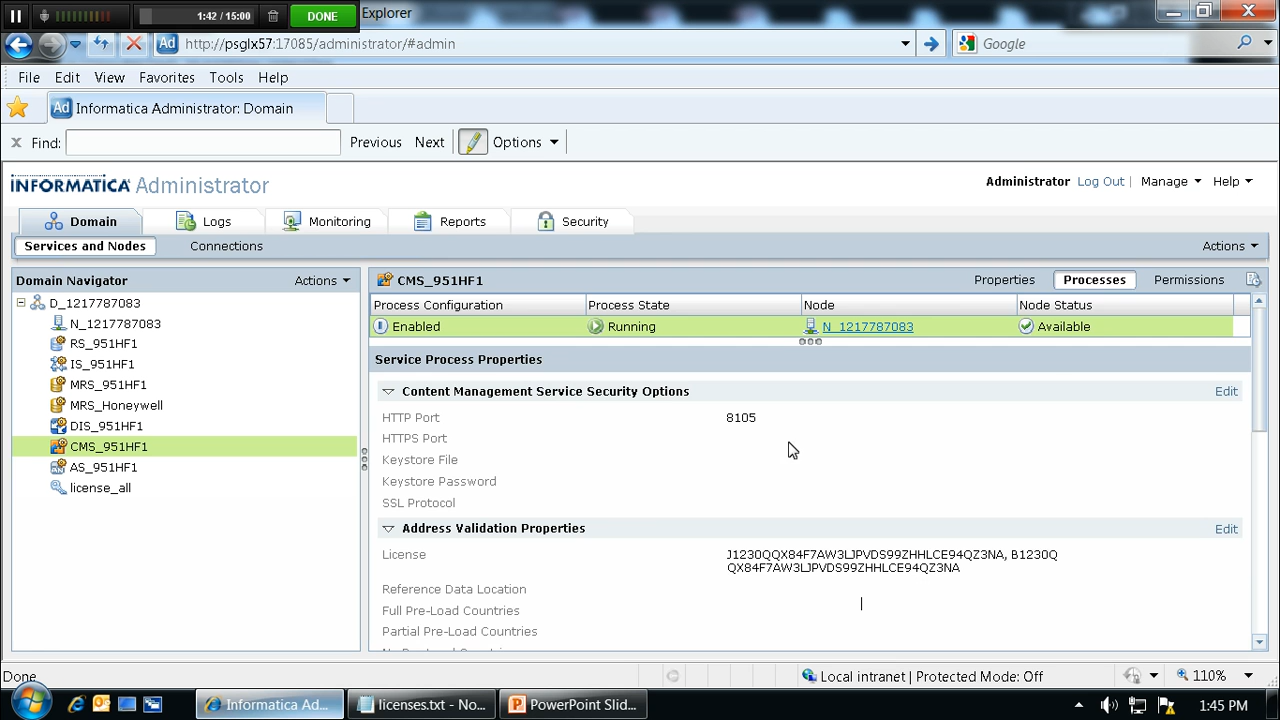 1:42 / 15:00
DONE
Explorer
http://psglx57:17085/administrator/#admin
Google
File Edit View Favorites Tools Help
Ad Informatica Administrator: Domain
x Find: Previous Next Options
INFORMATICA Administrator
Administrator Log Out Manage Help
Domain Logs Monitoring Reports Security
Services and Nodes Connections Actions
Domain Navigator Actions
D_1217787083
N_1217787083
RS_951HF1
IS_951HF1
MRS_951HF1
MRS_Honeywell
DIS_951HF1
CMS_951HF1
AS_951HF1
license_all
CMS_951HF1 Properties Processes Permissions
Process Configuration Process State Node Node Status
Enabled Running N_1217787083 Available
Service Process Properties
Content Management Service Security Options Edit
HTTP Port 8105
HTTPS Port
Keystore File
Keystore Password
SSL Protocol
Address Validation Properties Edit
License J1230QQX84F7AW3LJPVDS99ZHHLCE94QZ3NA, B1230Q
QX84F7AW3LJPVDS99ZHHLCE94QZ3NA
Reference Data Location
Full Pre-Load Countries
Partial Pre-Load Countries
Done Local intranet | Protected Mode: Off 110%
Informatica Ad... licenses.txt - No... PowerPoint Slid... 1:45 PM